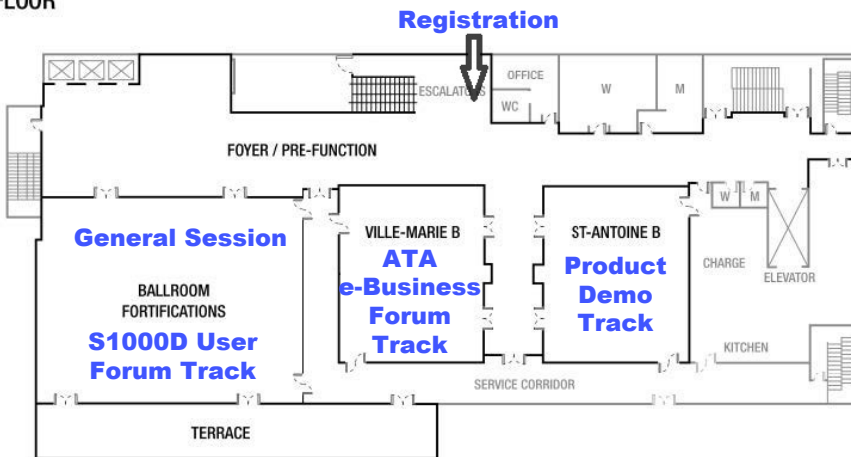 FLOOR
Registration
OFFICE
ESCALATORS
W
M
WC
FOYER / PRE-FUNCTION
W M
General Session
VILLE-MARIE B
ST-ANTOINE B
ATA
e-Business
Forum
Track
Product
Demo
Track
CHARGE
ELEVATOR
BALLROOM
FORTIFICATIONS
S1000D User
Forum Track
KITCHEN
SERVICE CORRIDOR
TERRACE